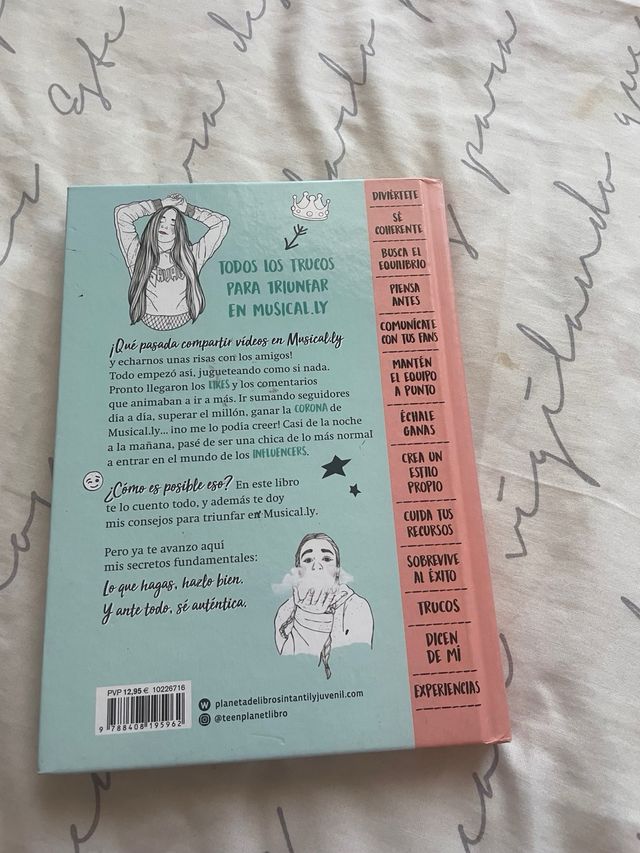 TODOS LOS TRUCOS
PARA TRIUNFAR
EN MUSICAL.LY
¡Qué pasada compartir vídeos en Musical.ly
y echarnos unas risas con los amigos!
Todo empezó así, jugueteando como si nada.
Pronto llegaron los LIKES y los comentarios
que animaban a ir a más. Ir sumando seguidores
día a día, superar el millón, ganar la CORONA de
Musical.ly... ¡no me lo podía creer! Casi de la noche
a la mañana, pasé de ser una chica de lo más normal
a entrar en el mundo de los INFLUENCERS.
¿Cómo es posible eso? En este libro
te lo cuento todo, y además te doy
mis consejos para triunfar en Musical.ly.
Pero ya te avanzo aquí
mis secretos fundamentales:
Lo que hagas, hazlo bien.
Y ante todo, sé auténtica.
PVP 12,95 € 10226716
9 788408 195962
planetadelibrosinfantilyjuvenil.com
@teenplanetlibro
DIVIÉRTETE
SÉ
COHERENTE
BUSCA EL
EQUILIBRIO
PIENSA
ANTES
COMUNÍCATE
CON TUS FANS
MANTÉN
EL EQUIPO
A PUNTO
ÉCHALE
GANAS
CREA UN
ESTILO
PROPIO
CUIDA TUS
RECURSOS
SOBREVIVE
AL ÉXITO
TRUCOS
DICEN
DE MÍ
EXPERIENCIAS
Este
para
vigilando